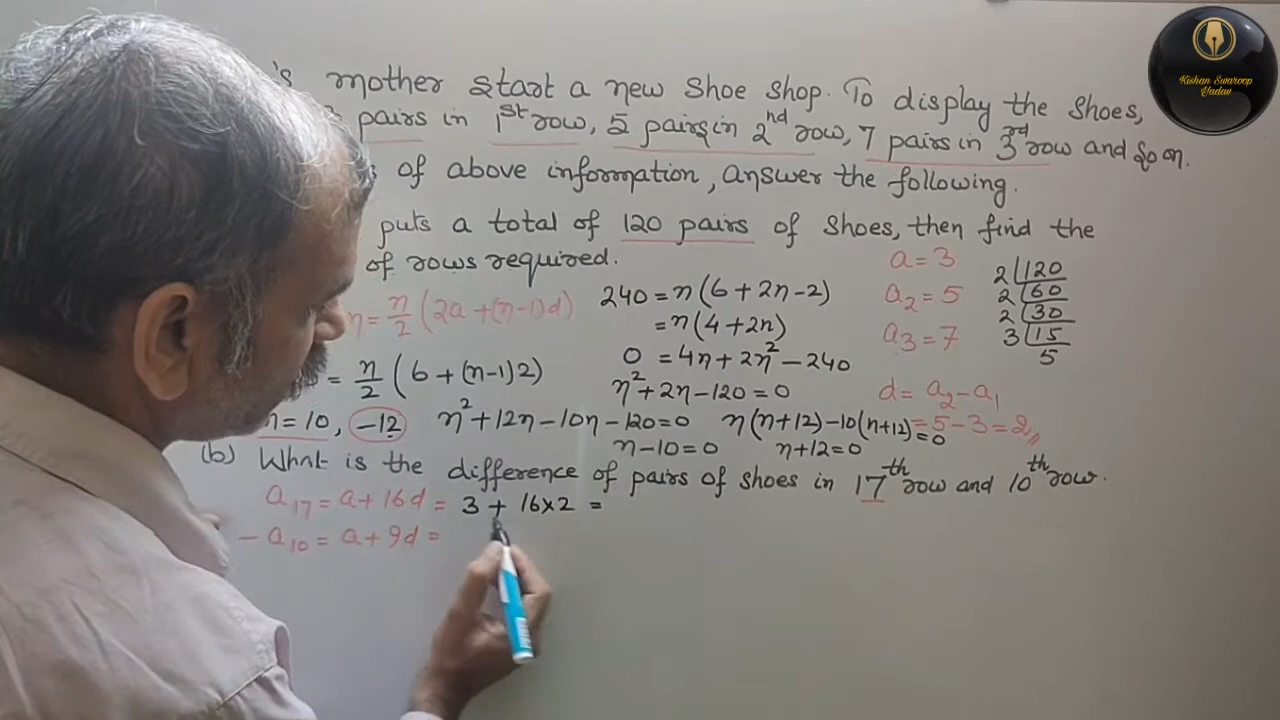 's mother start a new shoe shop. To display the shoes,
pairs in 1st row, 5 pairs in 2nd row, 7 pairs in 3rd row and so on.
of above information, answer the following.
puts a total of 120 pairs of shoes, then find the
of rows required.
n = n/2 (2a + (n-1)d)
= n/2 (6 + (n-1)2)
n = 10, -12
240 = n(6 + 2n - 2)
= n(4 + 2n)
0 = 4n + 2n² - 240
n² + 2n - 120 = 0
n² + 12n - 10n - 120 = 0
n(n+12) - 10(n+12) = 0
n - 10 = 0 n + 12 = 0
a = 3
a₂ = 5
a₃ = 7
d = a₂ - a₁
= 5 - 3 = 2
2 | 120
2 | 60
2 | 30
3 | 15
5
(b) What is the difference of pairs of shoes in 17th row and 10th row.
a₁₇ = a + 16d = 3 + 16×2 =
- a₁₀ = a + 9d =
Kishan Swaroop
Yadav